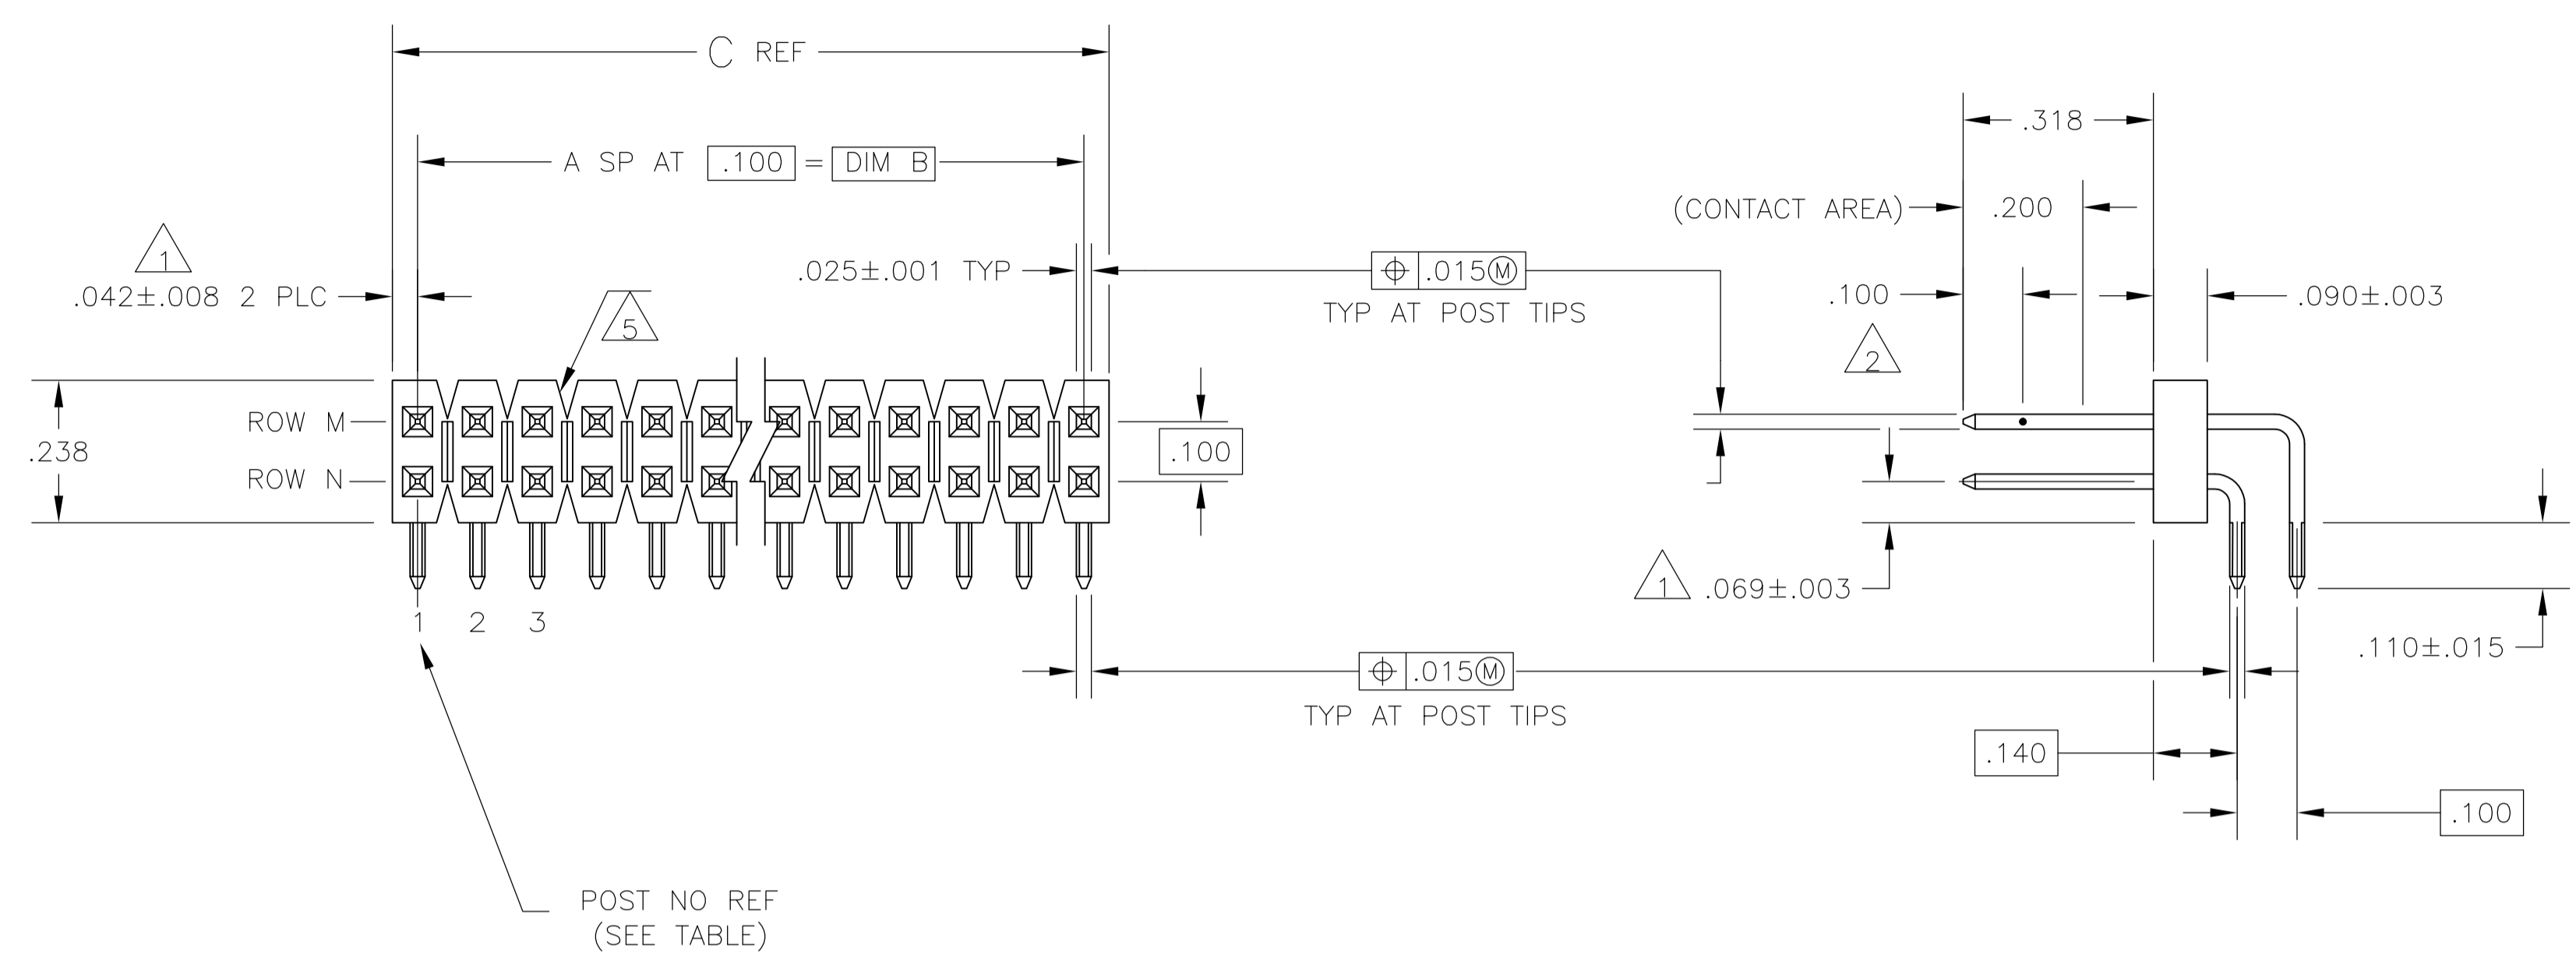 C REF
A SP AT .100 = DIM B
1
.042±.008 2 PLC
.025±.001 TYP
5
ROW M
ROW N
.238
.100
1 2 3
POST NO REF
(SEE TABLE)
⌖ .015Ⓜ
TYP AT POST TIPS
⌖ .015Ⓜ
TYP AT POST TIPS
.318
(CONTACT AREA) .200
.100
2
.090±.003
1 .069±.003
.110±.015
.140
.100